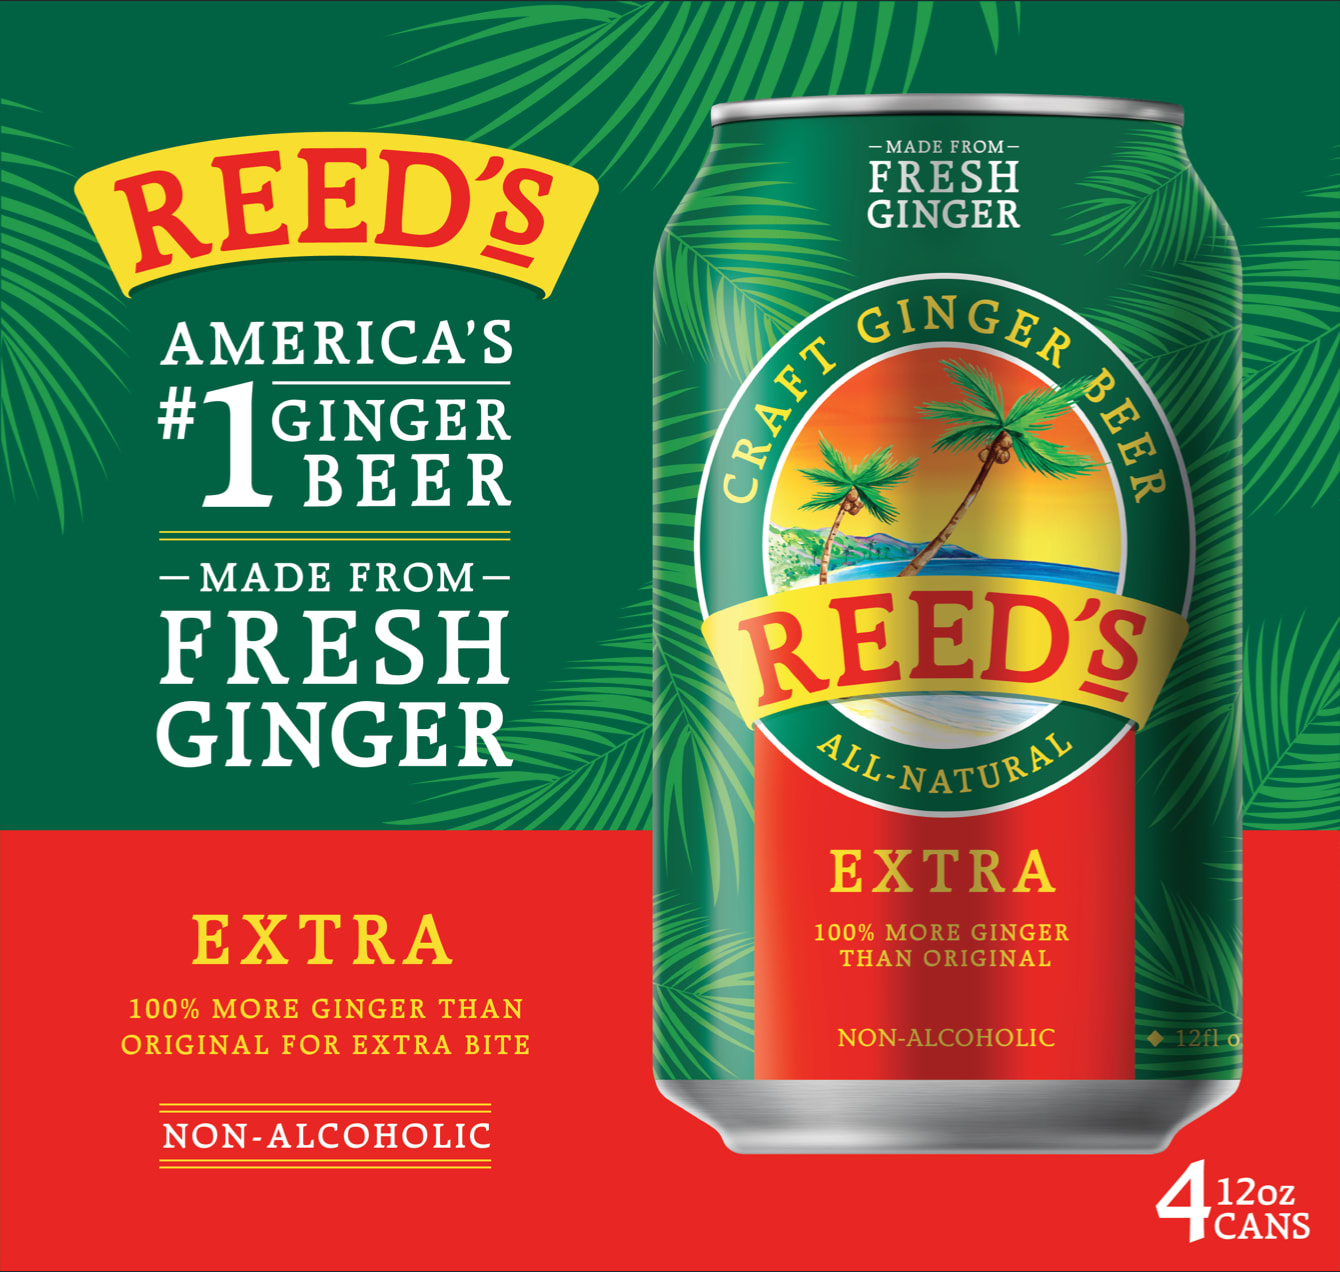 REED'S
AMERICA'S
#1 GINGER
BEER
—MADE FROM—
FRESH
GINGER
EXTRA
100% MORE GINGER THAN
ORIGINAL FOR EXTRA BITE
NON-ALCOHOLIC
—MADE FROM—
FRESH
GINGER
CRAFT GINGER BEER
REED'S
ALL-NATURAL
EXTRA
100% MORE GINGER
THAN ORIGINAL
NON-ALCOHOLIC
12fl o
4 12oz
CANS